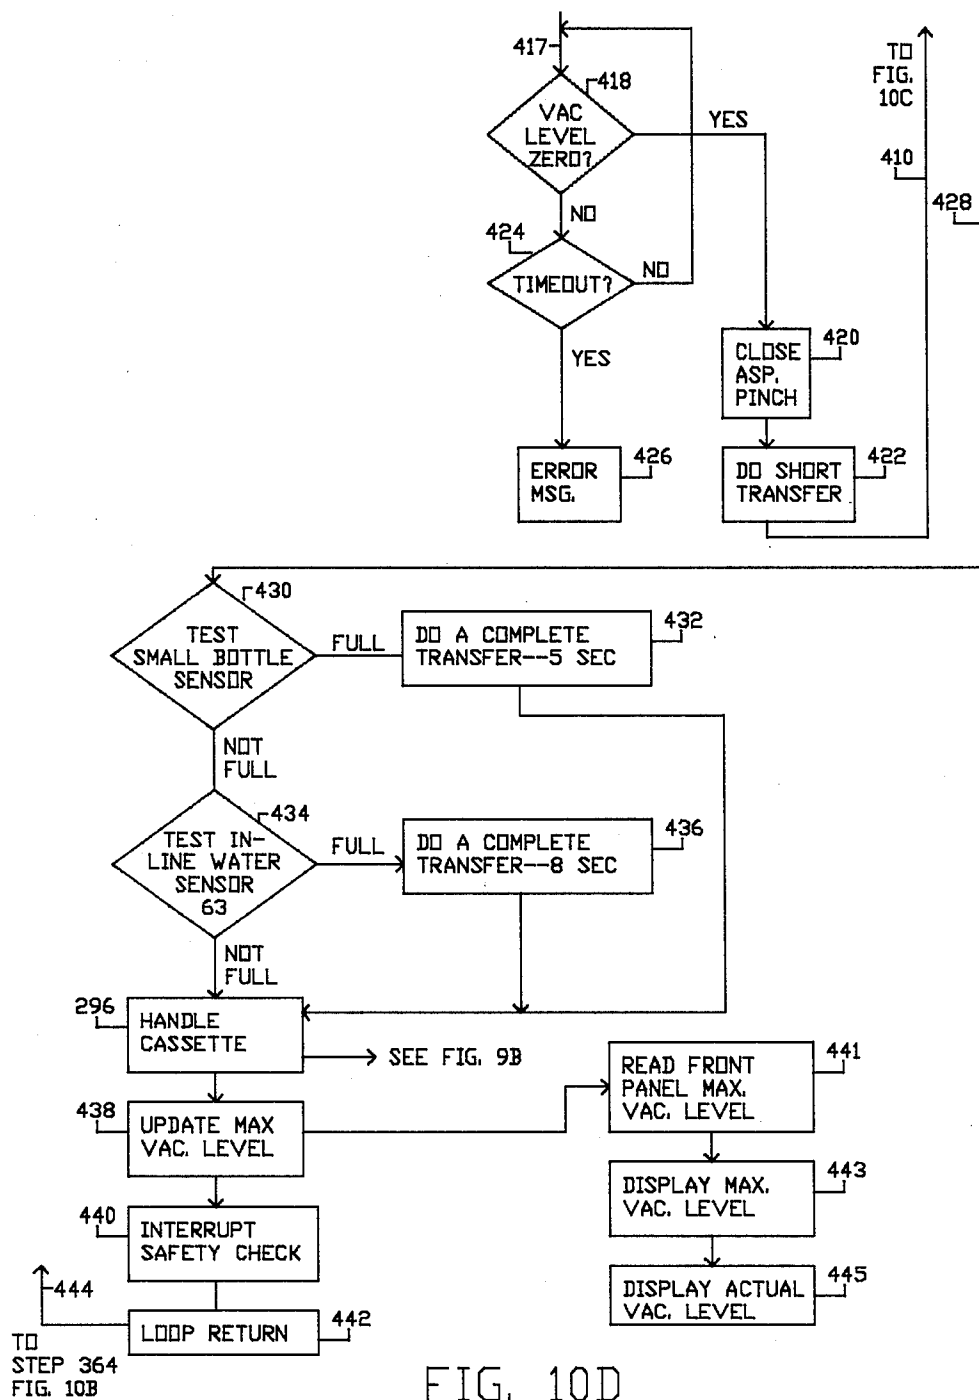 417
418
VAC
LEVEL
ZERO?
YES
TO
FIG.
10C
410
428
NO
424
TIMEOUT?
NO
YES
420
CLOSE
ASP.
PINCH
426
ERROR
MSG.
422
DO SHORT
TRANSFER
430
TEST
SMALL BOTTLE
SENSOR
FULL
432
DO A COMPLETE
TRANSFER--5 SEC
NOT
FULL
434
TEST IN-
LINE WATER
SENSOR
63
FULL
436
DO A COMPLETE
TRANSFER--8 SEC
NOT
FULL
296
HANDLE
CASSETTE
SEE FIG. 9B
441
READ FRONT
PANEL MAX.
VAC. LEVEL
438
UPDATE MAX
VAC. LEVEL
443
DISPLAY MAX.
VAC. LEVEL
440
INTERRUPT
SAFETY CHECK
445
DISPLAY ACTUAL
VAC. LEVEL
444
442
LOOP RETURN
TO
STEP 364
FIG. 10B
FIG. 10D